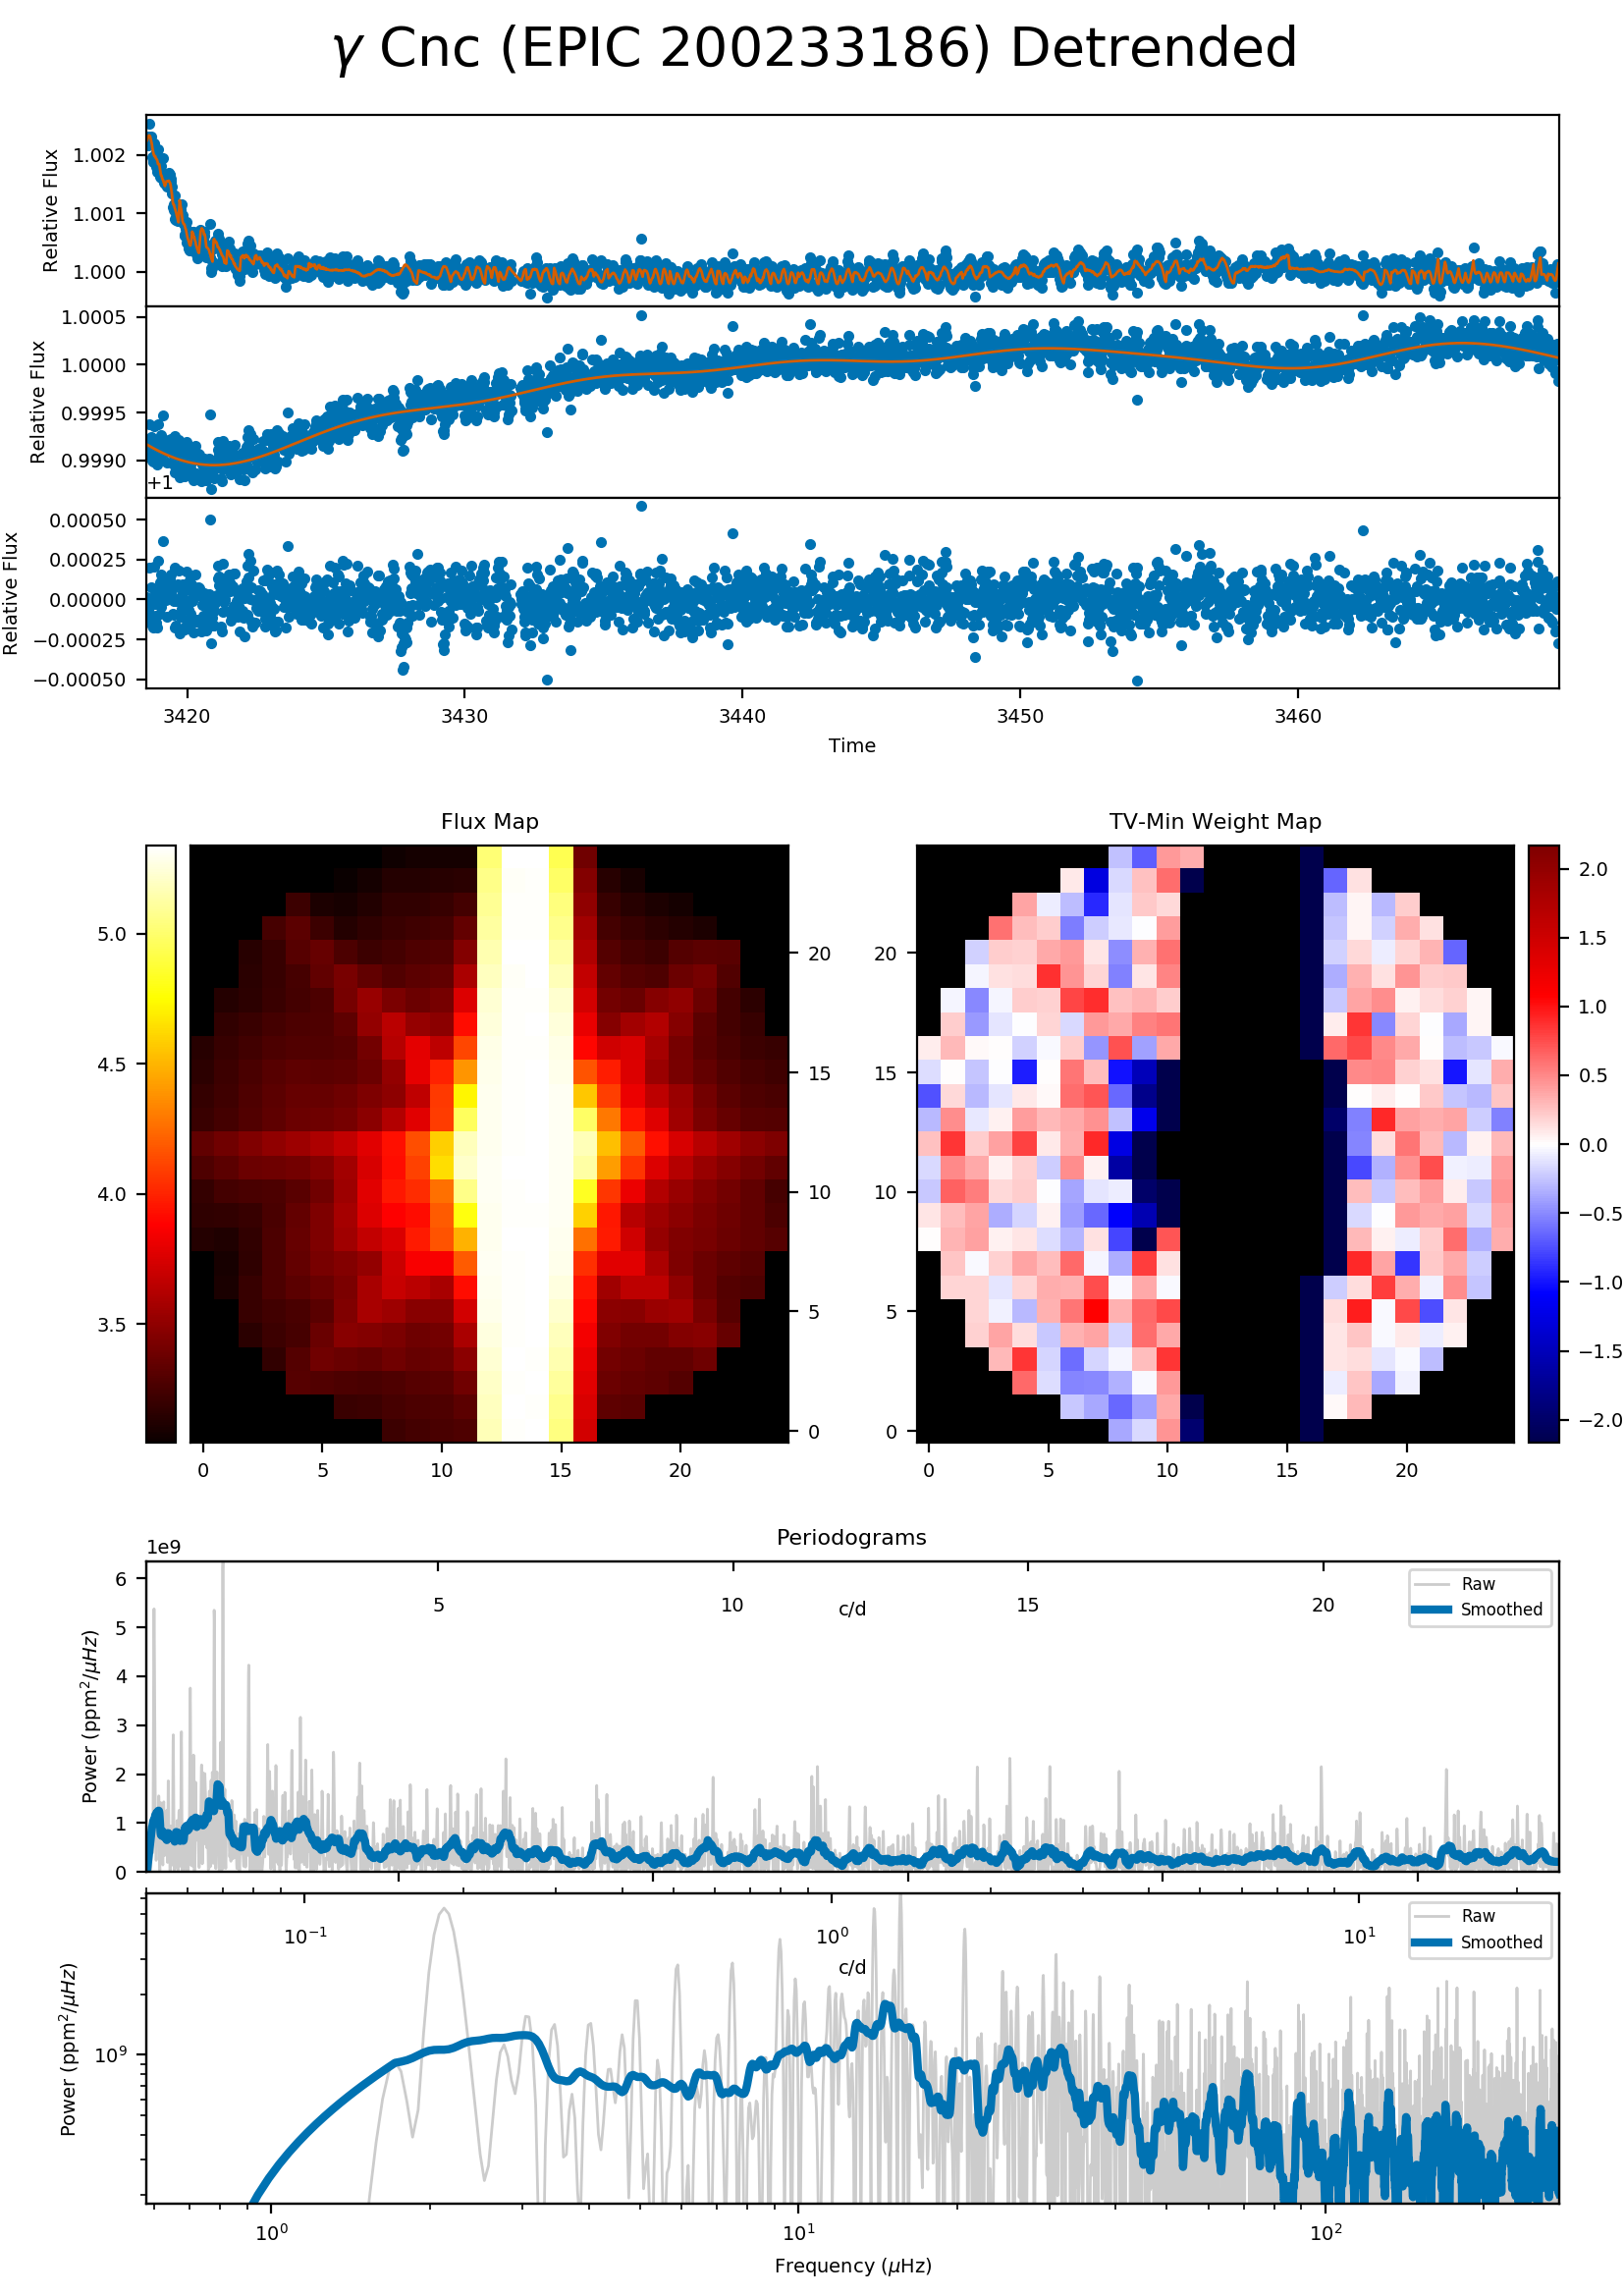 γ Cnc (EPIC 200233186) Detrended
Relative Flux
1.002
1.001
1.000
Relative Flux
1.0005
1.0000
0.9995
0.9990
+1
Relative Flux
0.00050
0.00025
0.00000
−0.00025
−0.00050
3420 3430 3440 3450 3460
Time
Flux Map
5.0
4.5
4.0
3.5
20
15
10
5
0
0 5 10 15 20
TV-Min Weight Map
20
15
10
5
0
0 5 10 15 20
2.0
1.5
1.0
0.5
0.0
−0.5
−1.0
−1.5
−2.0
Periodograms
1e9
Power (ppm²/μHz)
6
5
4
3
2
1
0
5 10 15 20
c/d
Raw
Smoothed
Power (ppm²/μHz)
10⁹
10⁻¹ 10⁰ 10¹
c/d
Raw
Smoothed
10⁰ 10¹ 10²
Frequency (μHz)